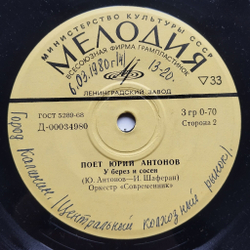 МИНИСТЕРСТВО КУЛЬТУРЫ СССР
МЕЛОДИЯ
ВСЕСОЮЗНАЯ ФИРМА ГРАМПЛАСТИНОК
6.03.1980г/
13-20.
33
ЛЕНИНГРАДСКИЙ ЗАВОД
ГОСТ 5289-68
Д-00034980
3 гр 0-70
Сторона 2
ПОЕТ ЮРИЙ АНТОНОВ
У берез и сосен
(Ю. Антонов—И. Шаферан)
Оркестр «Современник»
Город Калинин. (Центральный колхозный рынок).